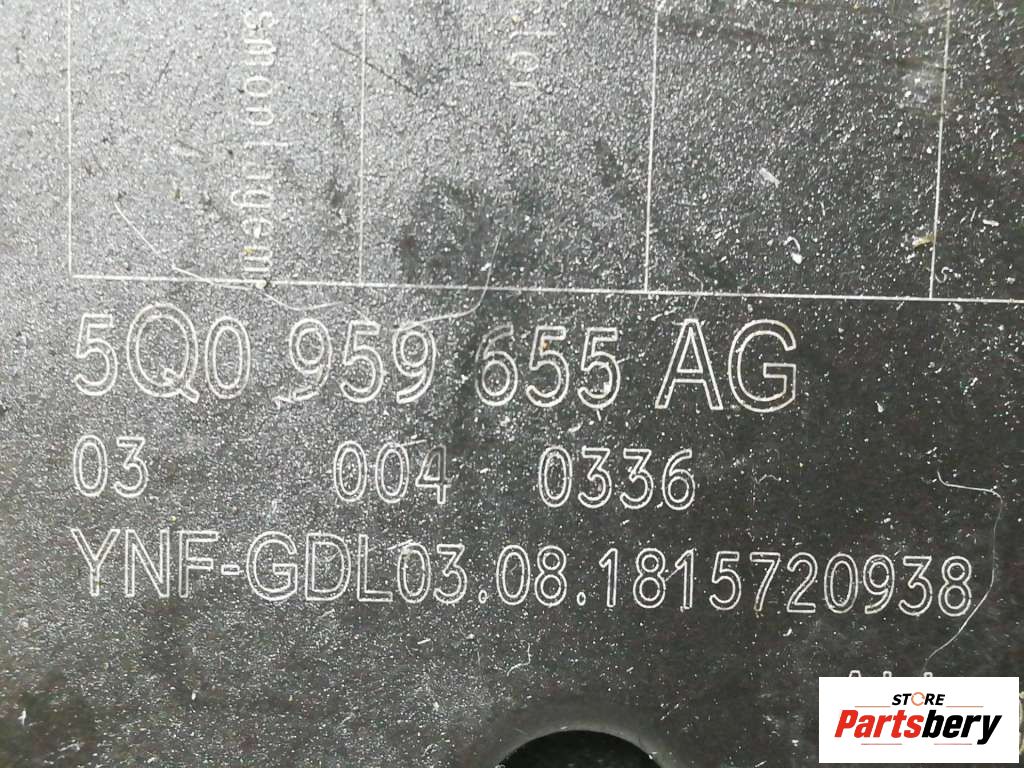 5Q0 959 655 AG
03 004 0336
YNF-GDL03.08.1815720938
STORE
Partsbery